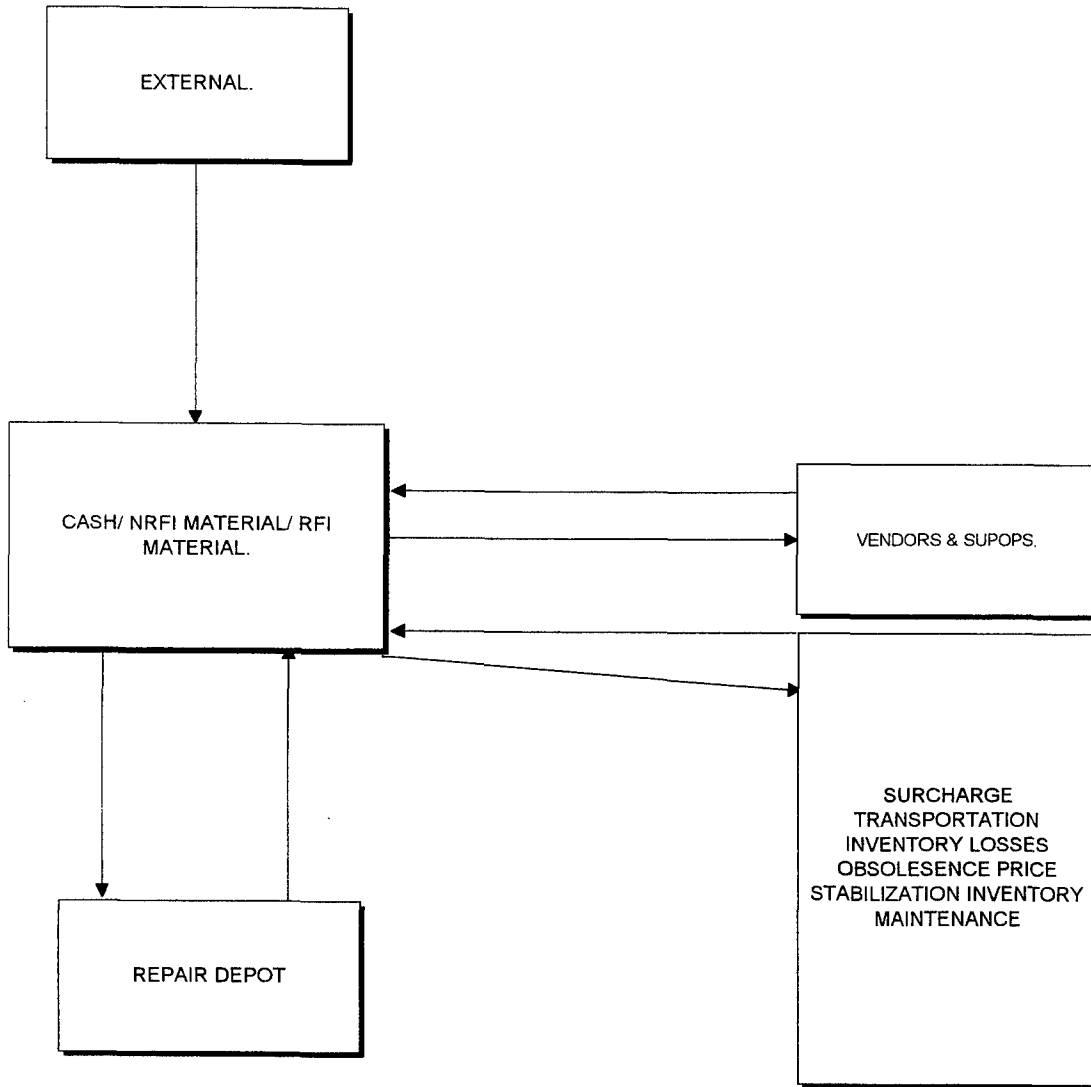 EXTERNAL.
CASH/ NRFI MATERIAL/ RFI
MATERIAL.
VENDORS & SUPOPS.
SURCHARGE
TRANSPORTATION
INVENTORY LOSSES
OBSOLESENCE PRICE
STABILIZATION INVENTORY
MAINTENANCE
REPAIR DEPOT